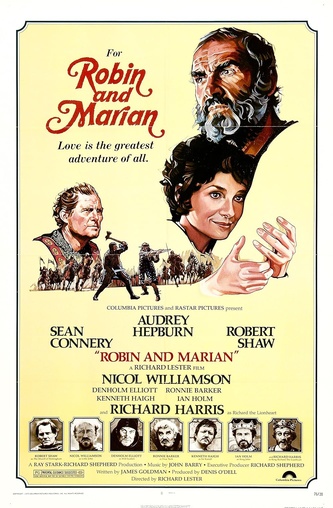 For
Robin
and
Marian
Love is the greatest
adventure of all.
COLUMBIA PICTURES and RASTAR PICTURES present
SEAN CONNERY AUDREY HEPBURN ROBERT SHAW
"ROBIN AND MARIAN"
A RICHARD LESTER FILM
NICOL WILLIAMSON
DENHOLM ELLIOTT RONNIE BARKER
KENNETH HAIGH IAN HOLM
and RICHARD HARRIS as Richard the Lionheart
A RAY STARK-RICHARD SHEPHERD Production • Music by JOHN BARRY • Executive Producer RICHARD SHEPHERD
Written by JAMES GOLDMAN • Produced by DENIS O'DELL
Directed by RICHARD LESTER
Columbia Pictures